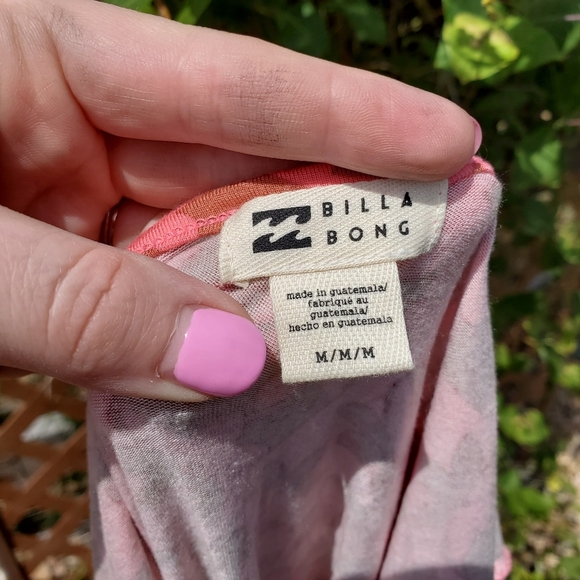 BILLA
BONG
made in guatemala/
fabriqué au
guatemala/
hecho en guatemala
M/M/M